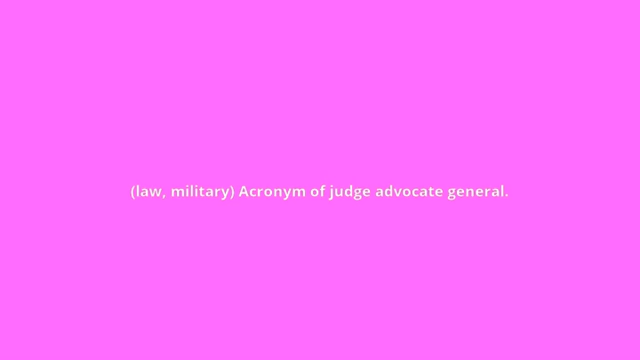 (law, military) Acronym of judge advocate general.